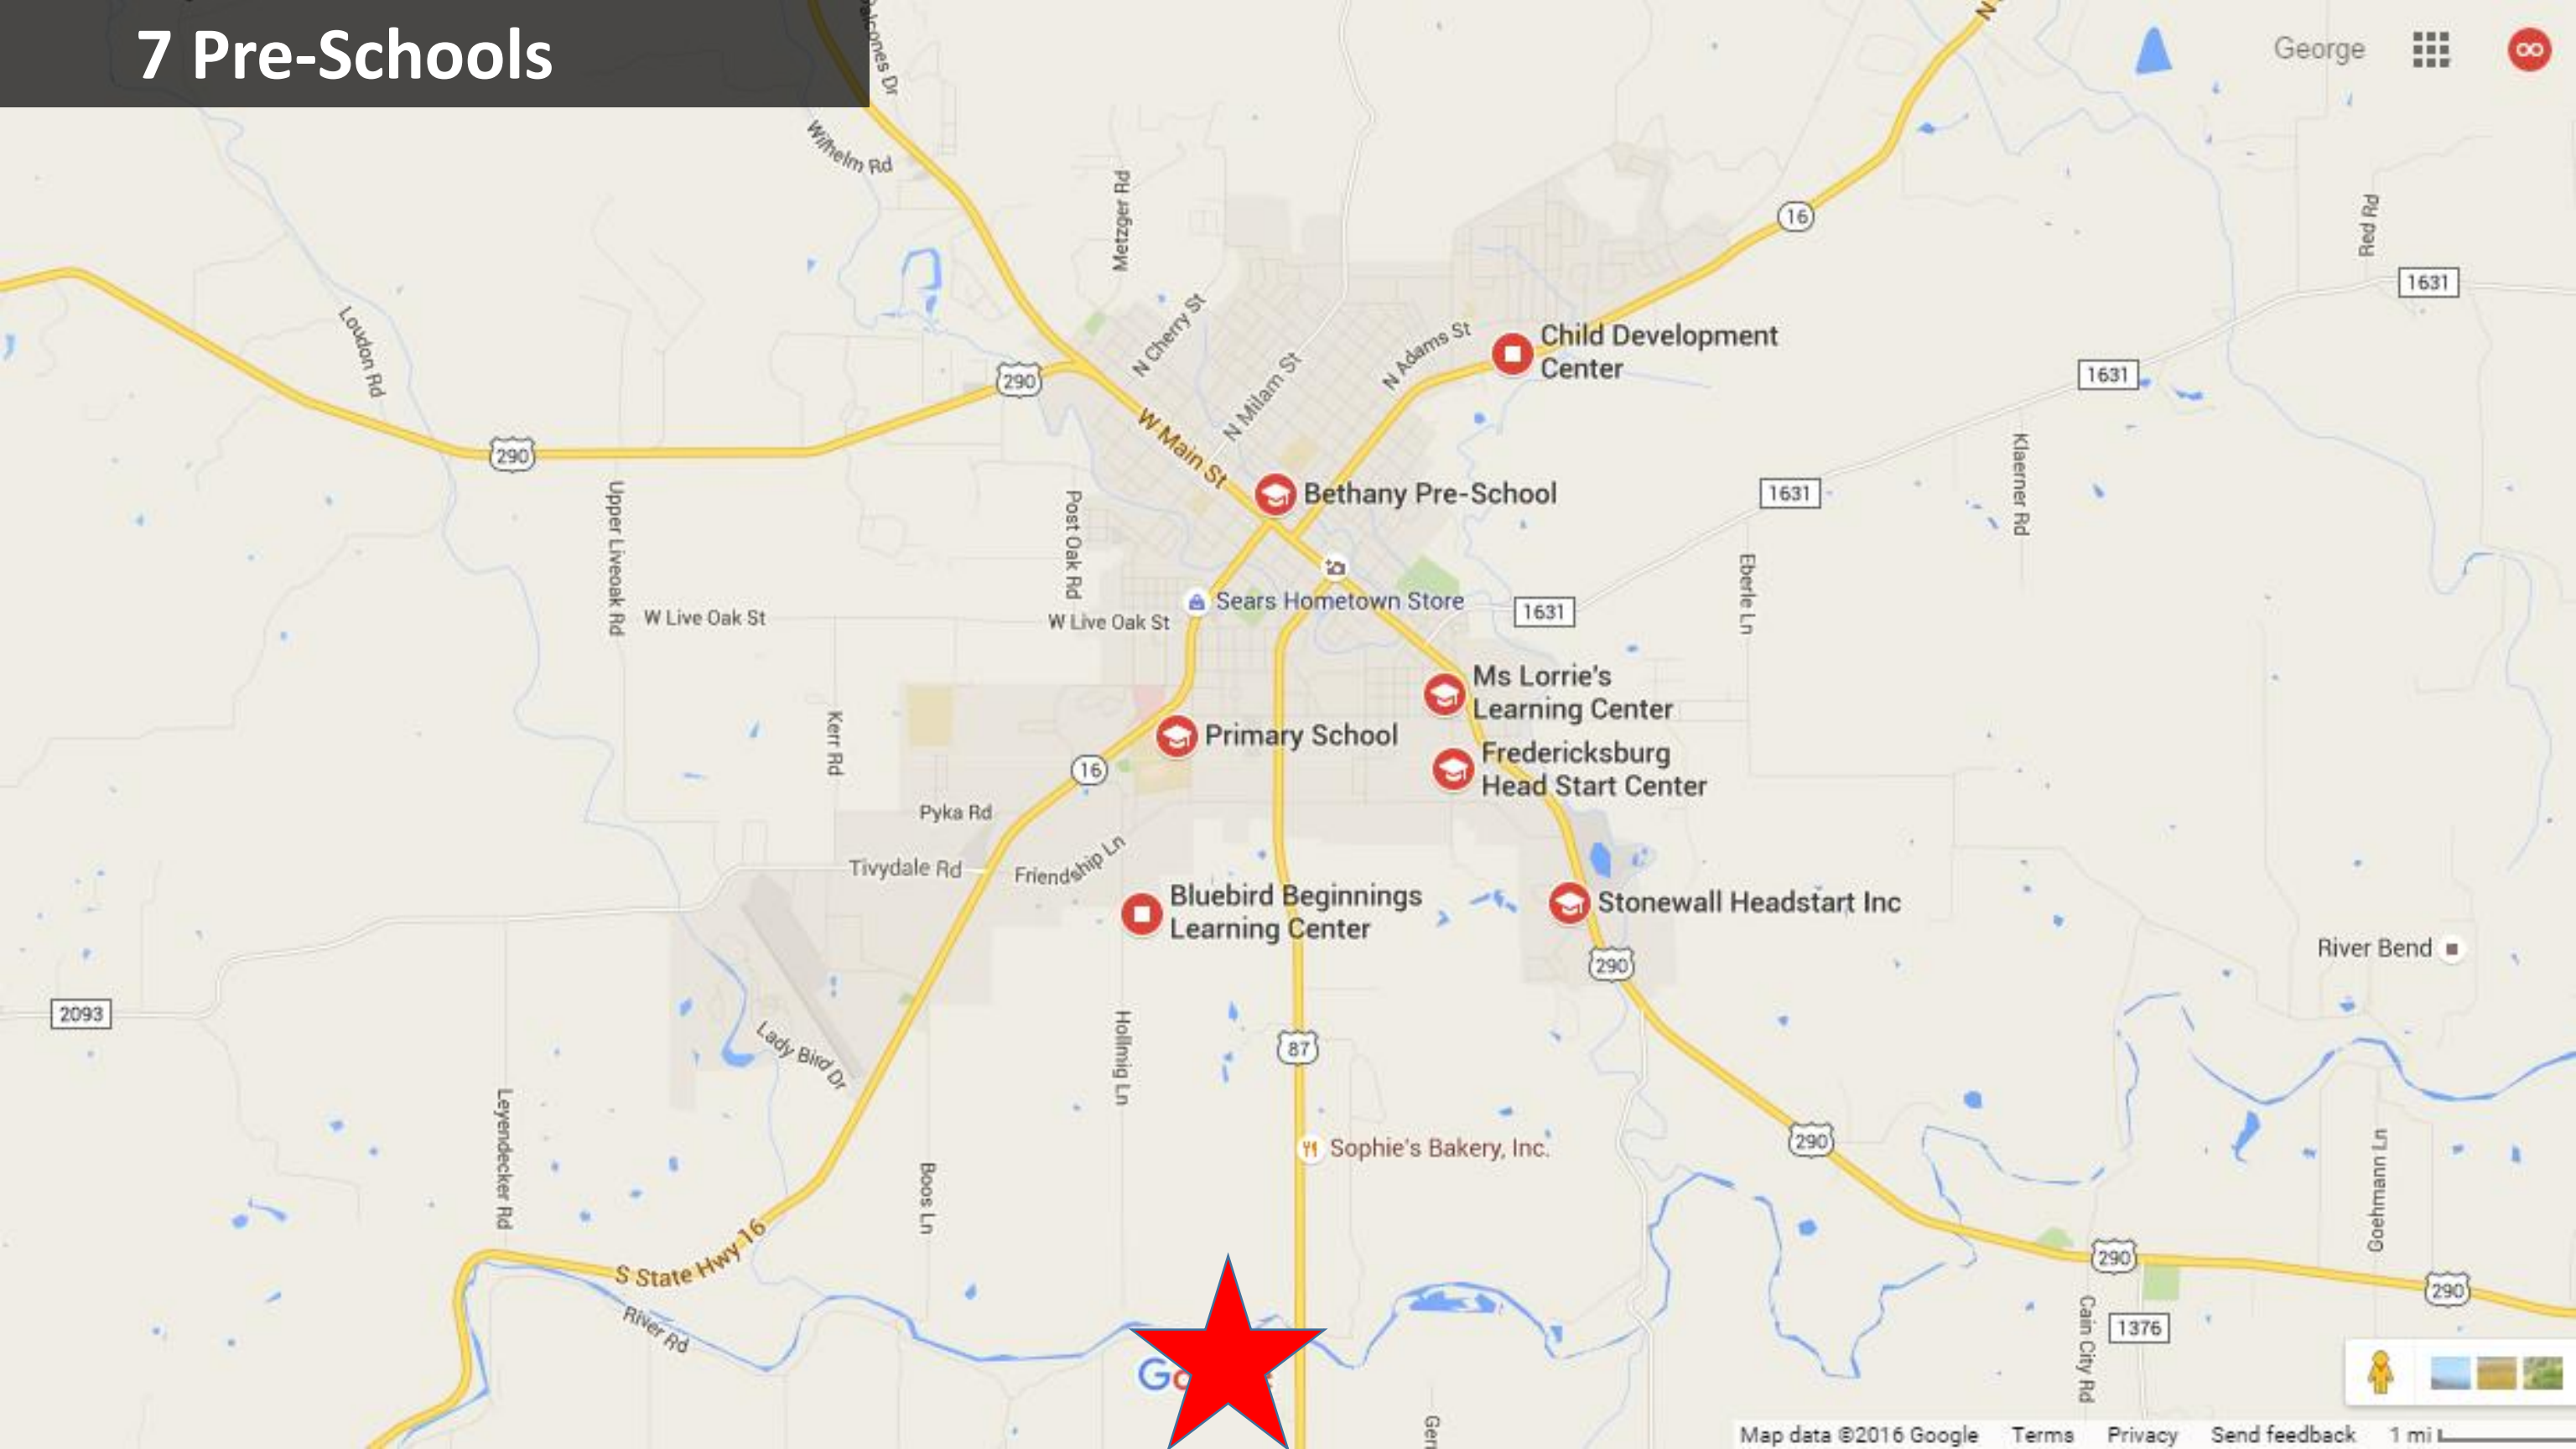 7 Pre-Schools
George
Wilhelm Rd
Metzger Rd
N Cherry St
N Milam St
N Adams St
16
Red Rd
1631
Loudon Rd
290
W Main St
Child Development
Center
1631
290
Upper Liveoak Rd
Post Oak Rd
Bethany Pre-School
1631
Klaerner Rd
Eberle Ln
W Live Oak St
W Live Oak St
Sears Hometown Store
1631
Kerr Rd
Primary School
Ms Lorrie's
Learning Center
16
Fredericksburg
Head Start Center
Pyka Rd
Tivydale Rd
Friendship Ln
Bluebird Beginnings
Learning Center
Stonewall Headstart Inc
River Bend
290
2093
Lady Bird Dr
Hollmig Ln
87
Leyendecker Rd
Boos Ln
Sophie's Bakery, Inc.
290
Goehmann Ln
S State Hwy 16
River Rd
290
290
Cain City Rd
1376
Map data ©2016 Google
Terms
Privacy
Send feedback
1 mi